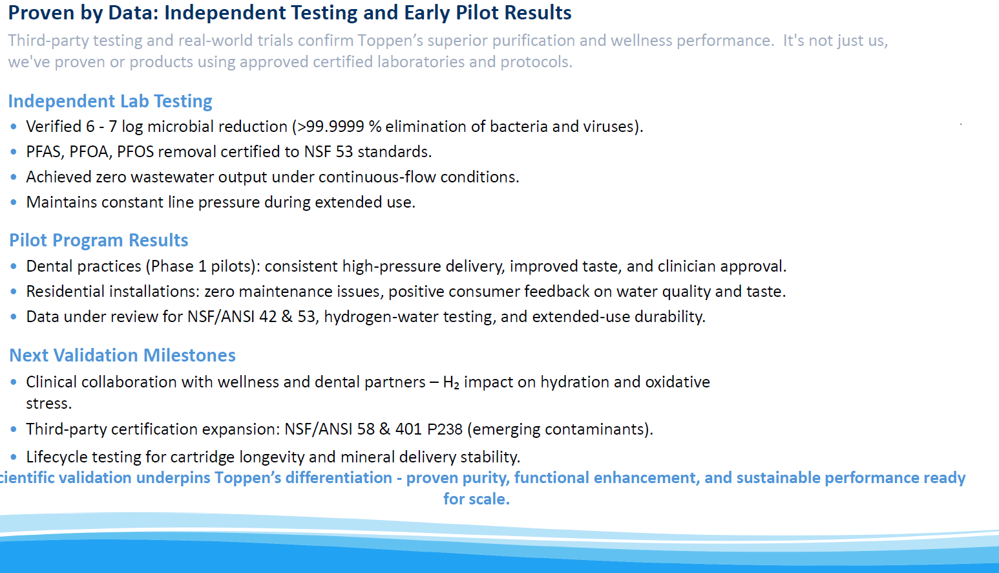 Proven by Data: Independent Testing and Early Pilot Results
Third-party testing and real-world trials confirm Toppen’s superior purification and wellness performance.  It's not just us,
we've proven or products using approved certified laboratories and protocols.
Independent Lab Testing
• Verified 6 - 7 log microbial reduction (>99.9999 % elimination of bacteria and viruses).
• PFAS, PFOA, PFOS removal certified to NSF 53 standards.
• Achieved zero wastewater output under continuous-flow conditions.
• Maintains constant line pressure during extended use.
Pilot Program Results
• Dental practices (Phase 1 pilots): consistent high-pressure delivery, improved taste, and clinician approval.
• Residential installations: zero maintenance issues, positive consumer feedback on water quality and taste.
• Data under review for NSF/ANSI 42 & 53, hydrogen-water testing, and extended-use durability.
Next Validation Milestones
• Clinical collaboration with wellness and dental partners – H₂ impact on hydration and oxidative
stress.
• Third-party certification expansion: NSF/ANSI 58 & 401 P238 (emerging contaminants).
• Lifecycle testing for cartridge longevity and mineral delivery stability.
cientific validation underpins Toppen’s differentiation - proven purity, functional enhancement, and sustainable performance ready
for scale.